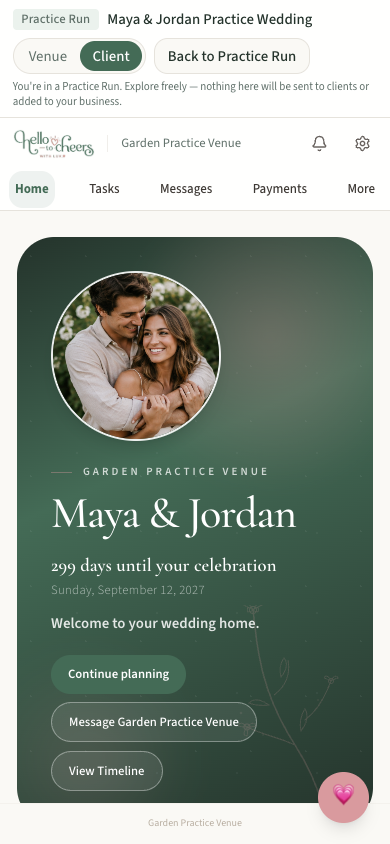 Practice Run Maya & Jordan Practice Wedding
Venue Client Back to Practice Run
You're in a Practice Run. Explore freely — nothing here will be sent to clients or
added to your business.
hello to cheers Garden Practice Venue
Home Tasks Messages Payments More
GARDEN PRACTICE VENUE
Maya & Jordan
299 days until your celebration
Sunday, September 12, 2027
Welcome to your wedding home.
Continue planning
Message Garden Practice Venue
View Timeline
Garden Practice Venue